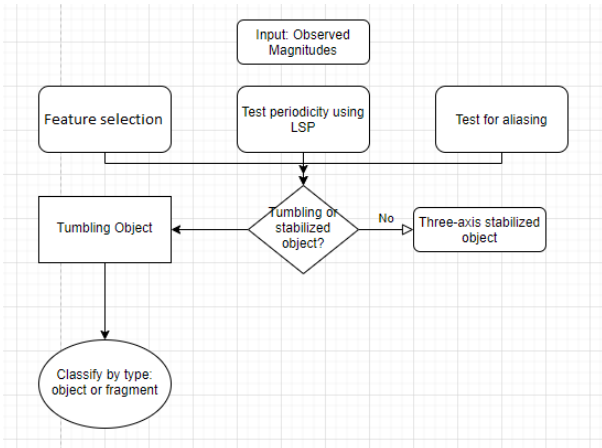 Input: Observed
Magnitudes
Feature selection
Test periodicity using
LSP
Test for aliasing
Tumbling or
stabilized
object?
No
Tumbling Object
Three-axis stabilized
object
Classify by type:
object or fragment